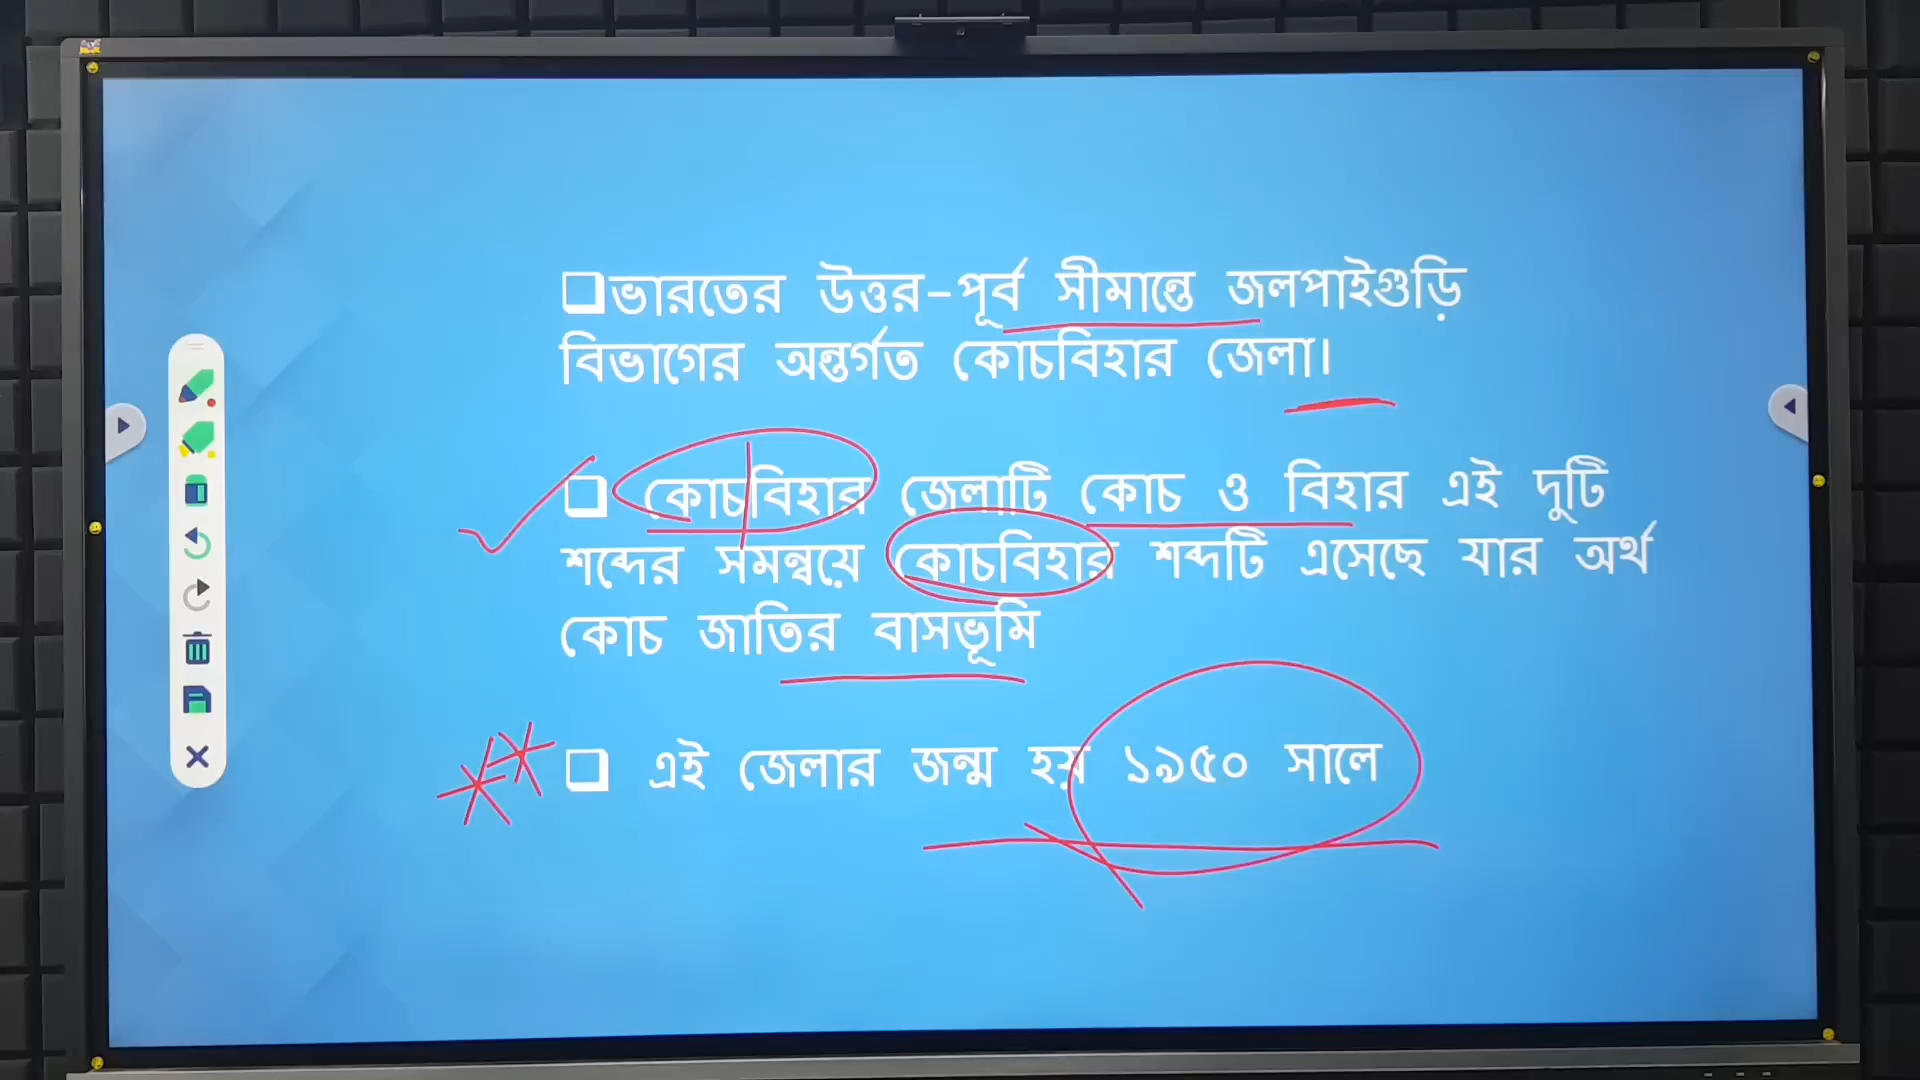 ❑ভারতের উত্তর-পূর্ব সীমান্তে জলপাইগুড়ি
বিভাগের অন্তর্গত কোচবিহার জেলা।
❑ কোচবিহার জেলাটি কোচ ও বিহার এই দুটি
শব্দের সমন্বয়ে কোচবিহার শব্দটি এসেছে যার অর্থ
কোচ জাতির বাসভূমি
❑ এই জেলার জন্ম হয় ১৯৫০ সালে